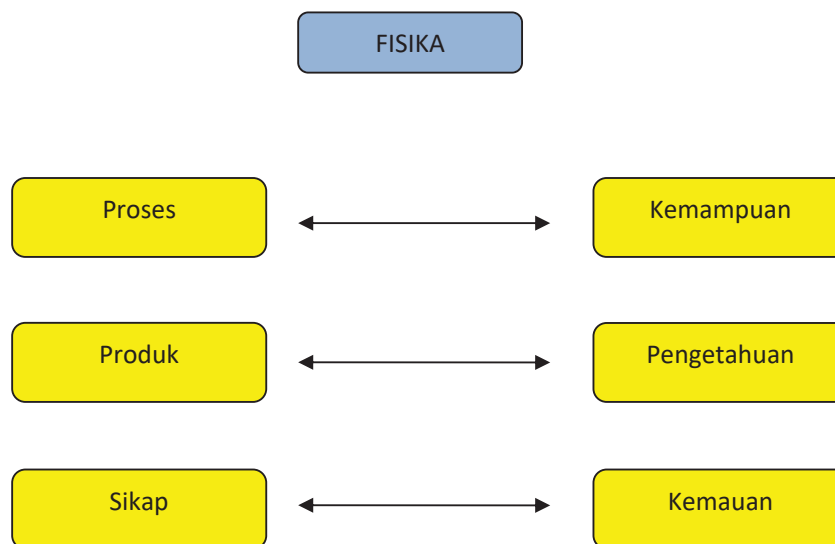 FISIKA
Proses
Kemampuan
Produk
Pengetahuan
Sikap
Kemauan